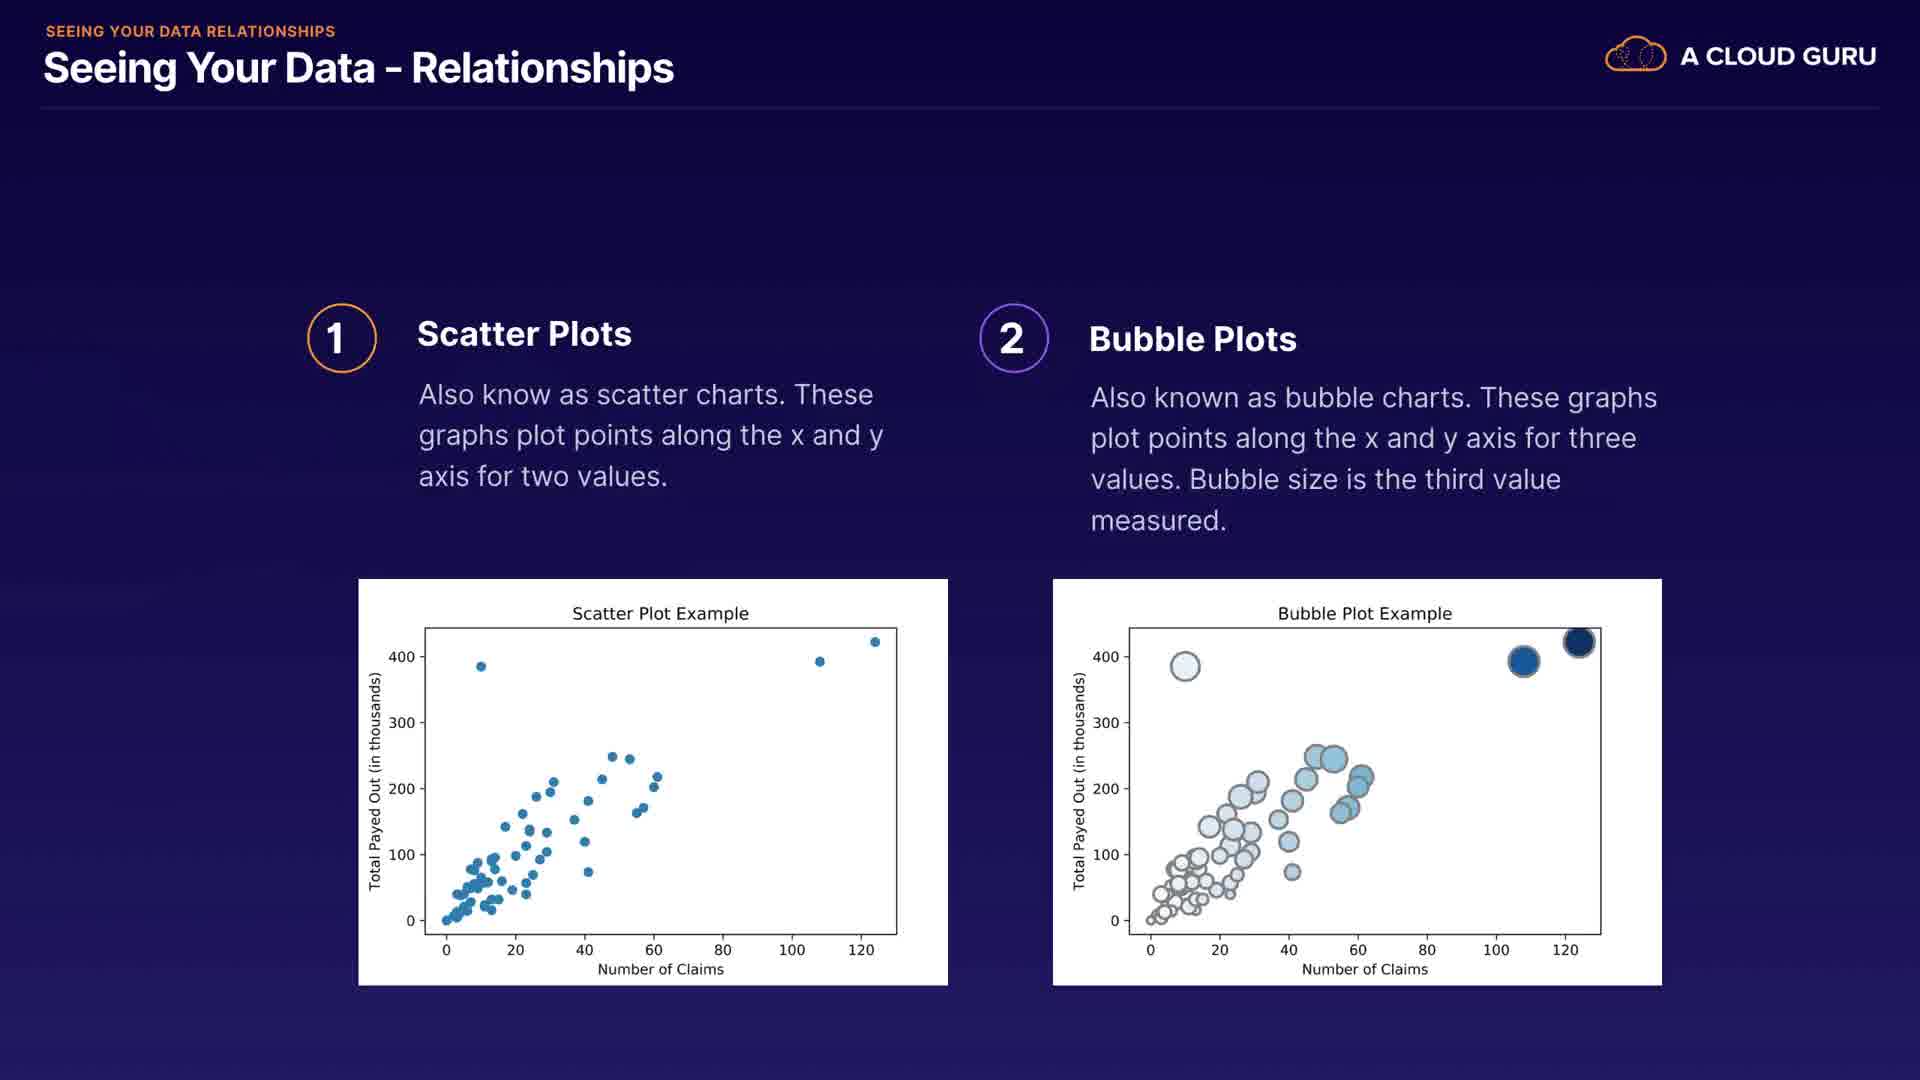 SEEING YOUR DATA RELATIONSHIPS
Seeing Your Data - Relationships
A CLOUD GURU
1
Scatter Plots
Also know as scatter charts. These
graphs plot points along the x and y
axis for two values.
2
Bubble Plots
Also known as bubble charts. These graphs
plot points along the x and y axis for three
values. Bubble size is the third value
measured.
Scatter Plot Example
Total Payed Out (in thousands)
400
300
200
100
0
0 20 40 60 80 100 120
Number of Claims
Bubble Plot Example
Total Payed Out (in thousands)
400
300
200
100
0
0 20 40 60 80 100 120
Number of Claims